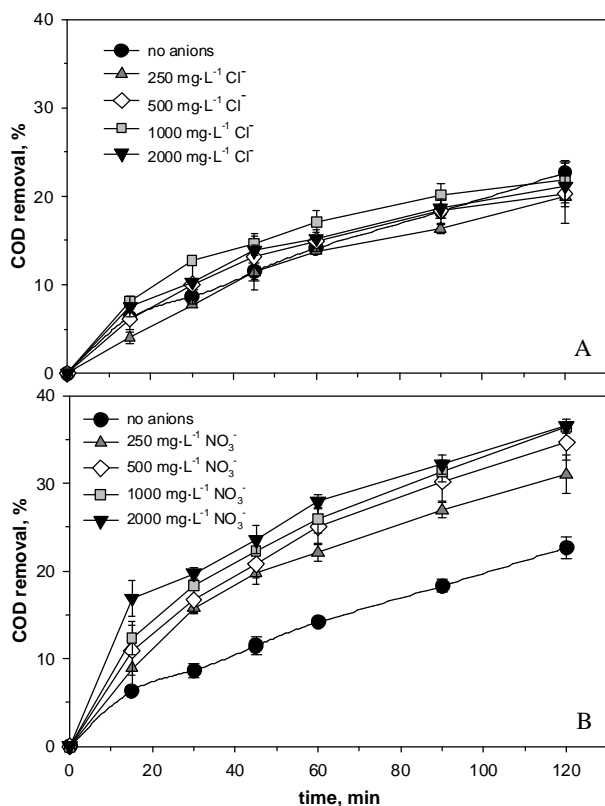 40
30
20
10
0
COD removal, %
no anions
250 mg·L⁻¹ Cl⁻
500 mg·L⁻¹ Cl⁻
1000 mg·L⁻¹ Cl⁻
2000 mg·L⁻¹ Cl⁻
A
40
30
20
10
0
COD removal, %
no anions
250 mg·L⁻¹ NO₃⁻
500 mg·L⁻¹ NO₃⁻
1000 mg·L⁻¹ NO₃⁻
2000 mg·L⁻¹ NO₃⁻
B
0 20 40 60 80 100 120
time, min